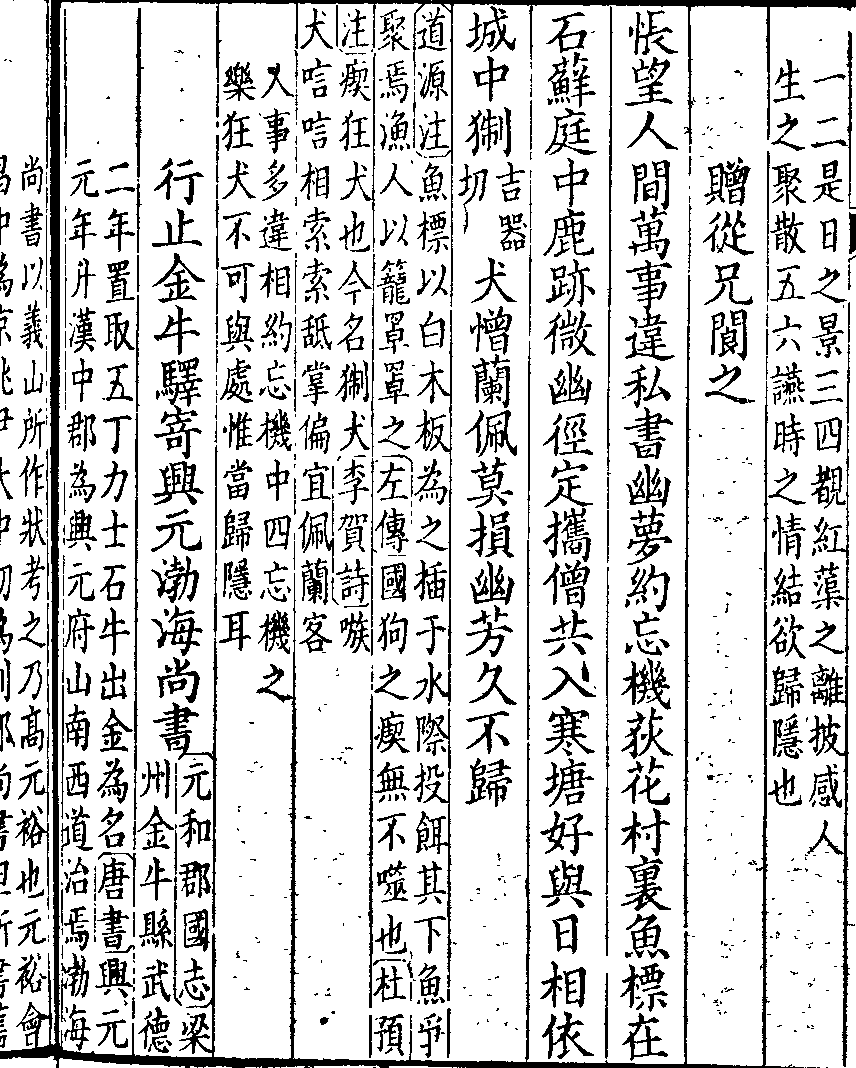 一二是日之景三四覩紅蕖之離披感人
生之聚散五六讌時之情結欲歸隱也
贈從兄閬之
悵望人間萬事違私書幽夢約忘機荻花村裏魚標在
石蘚庭中鹿跡微幽徑定攜僧共入寒塘好與日相依
城中猘吉器
切犬憎蘭佩莫損幽芳久不歸
道源注魚標以白木板為之插于水際投餌其下魚爭
聚焉漁人以籠罩罩之左傳國狗之瘈無不噬也杜預
注瘈狂犬也今名猘犬李賀詩嗾
犬唁唁相索索舐掌偏宜佩蘭客
人事多違相約忘機中四忘機之
樂狂犬不可與處惟當歸隱耳
行止金牛驛寄興元渤海尚書元和郡國志梁
州金牛縣武德
二年置取五丁力士石牛出金為名唐書興元
元年升漢中郡為興元府山南西道治焉渤海
尚書以義山所作狀考之乃高元裕也元裕會